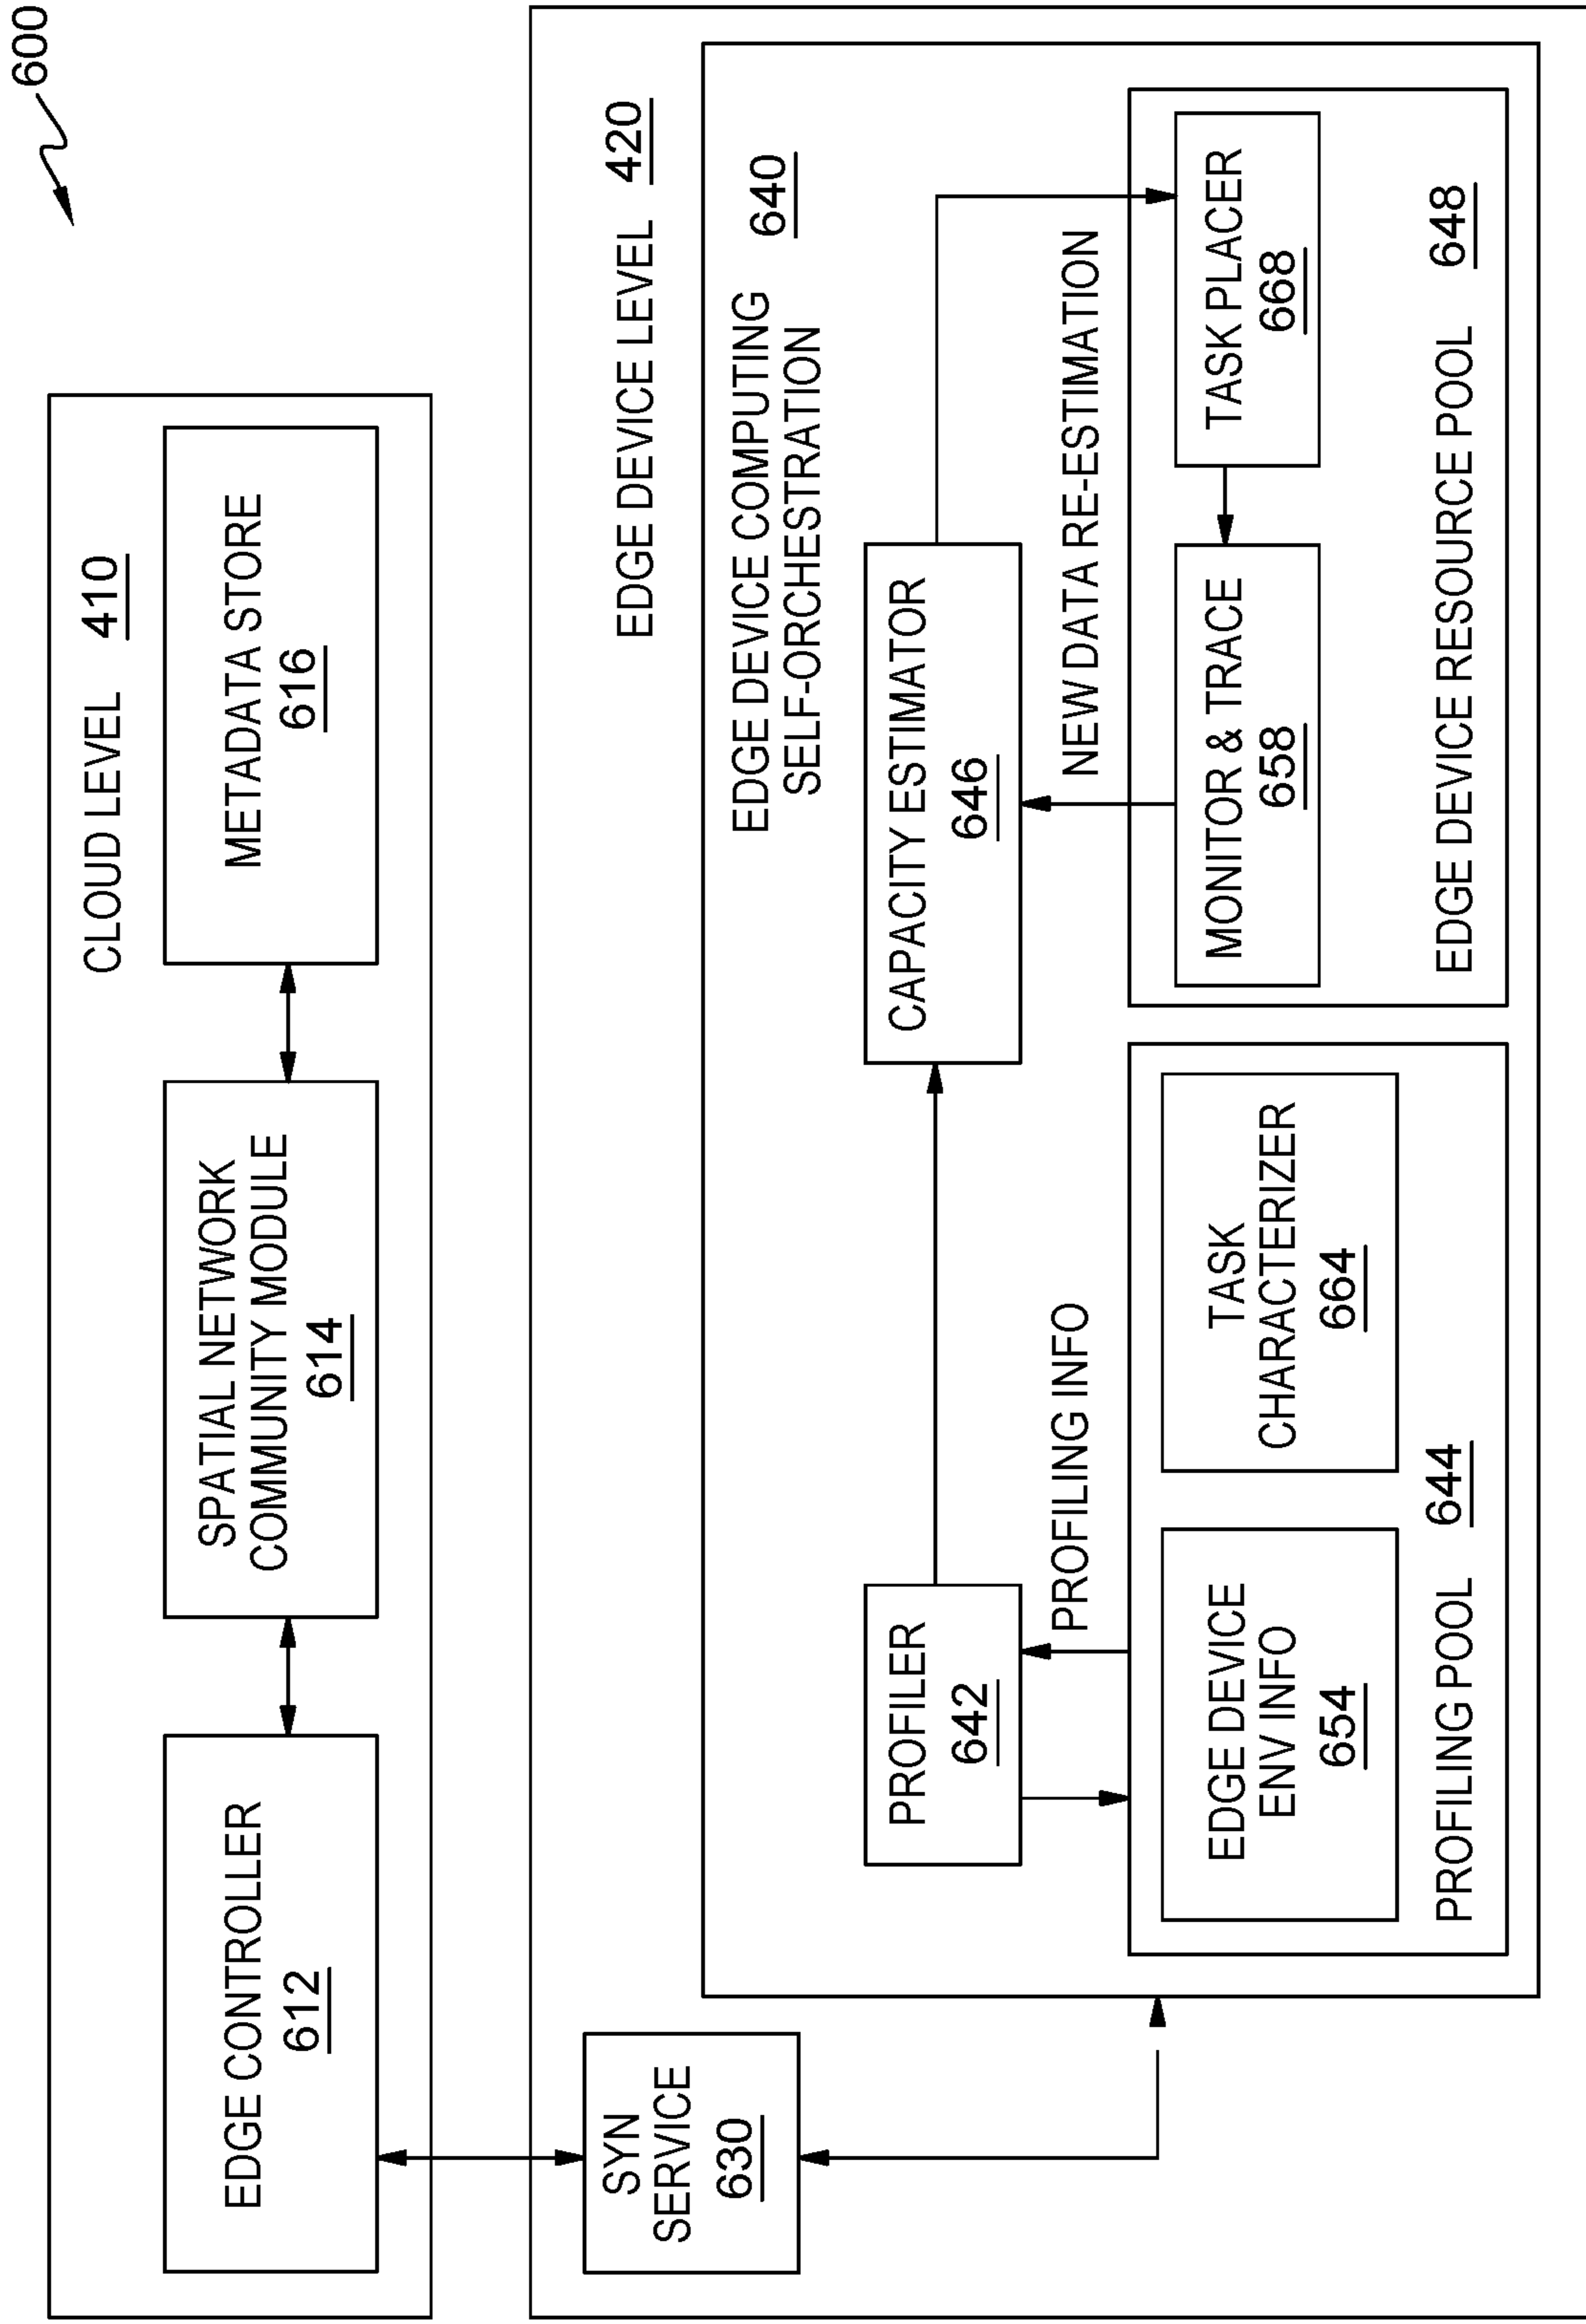 600
CLOUD LEVEL 410
EDGE CONTROLLER
612
SPATIAL NETWORK
COMMUNITY MODULE
614
METADATA STORE
616
SYN
SERVICE
630
EDGE DEVICE LEVEL 420
EDGE DEVICE COMPUTING
SELF-ORCHESTRATION
640
PROFILER
642
CAPACITY ESTIMATOR
646
PROFILING INFO
NEW DATA RE-ESTIMATION
EDGE DEVICE
ENV INFO
654
TASK
CHARACTERIZER
664
PROFILING POOL 644
MONITOR & TRACE
658
TASK PLACER
668
EDGE DEVICE RESOURCE POOL 648